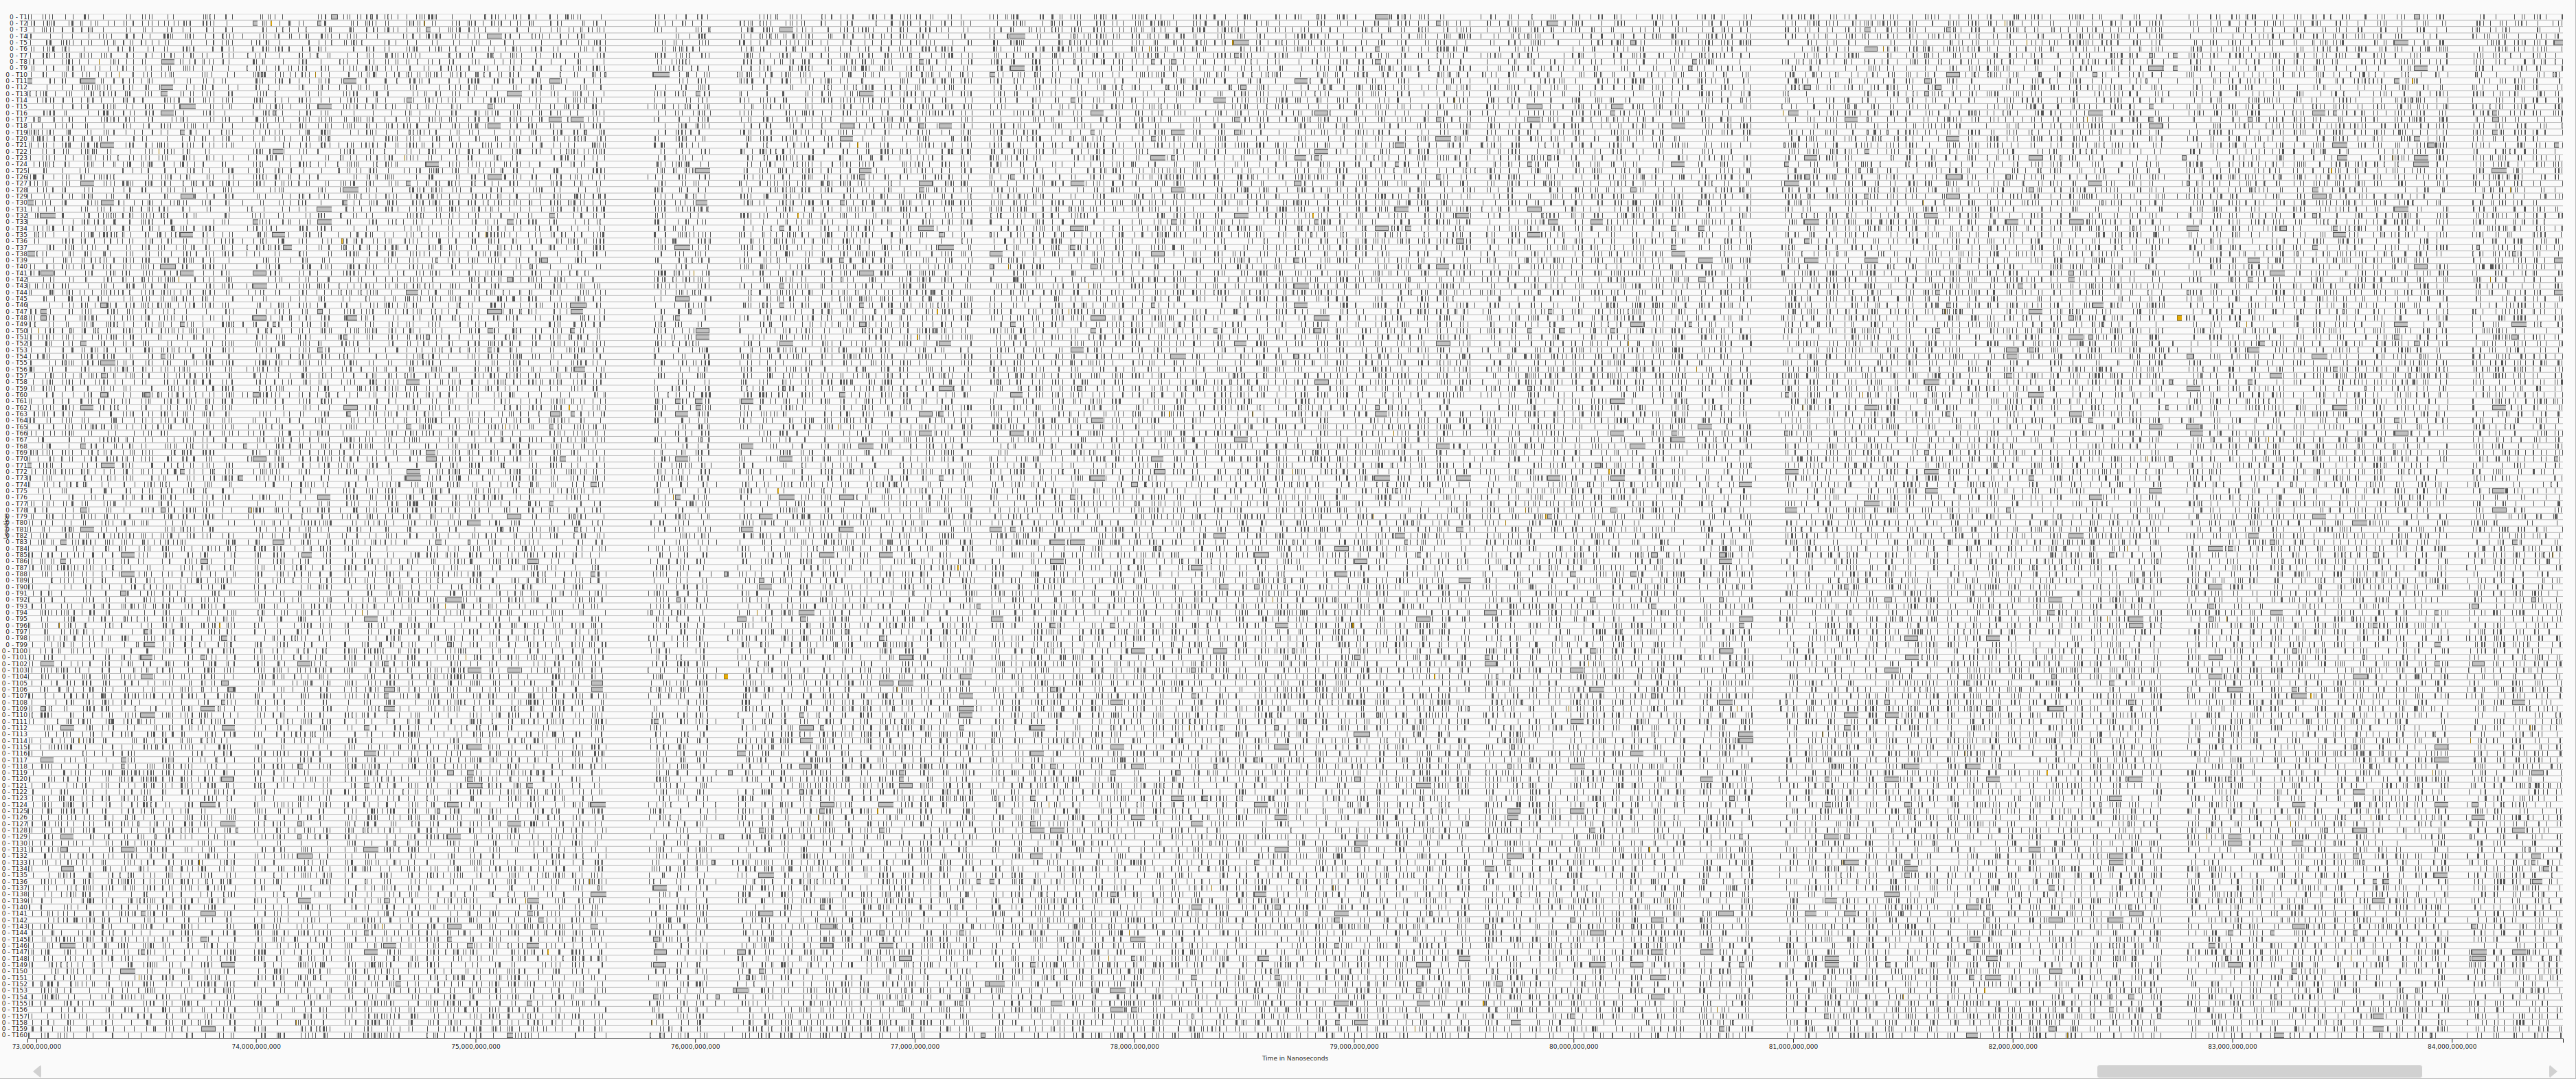 0 - T1
0 - T2
0 - T3
0 - T4
0 - T5
0 - T6
0 - T7
0 - T8
0 - T9
0 - T10
0 - T11
0 - T12
0 - T13
0 - T14
0 - T15
0 - T16
0 - T17
0 - T18
0 - T19
0 - T20
0 - T21
0 - T22
0 - T23
0 - T24
0 - T25
0 - T26
0 - T27
0 - T28
0 - T29
0 - T30
0 - T31
0 - T32
0 - T33
0 - T34
0 - T35
0 - T36
0 - T37
0 - T38
0 - T39
0 - T40
0 - T41
0 - T42
0 - T43
0 - T44
0 - T45
0 - T46
0 - T47
0 - T48
0 - T49
0 - T50
0 - T51
0 - T52
0 - T53
0 - T54
0 - T55
0 - T56
0 - T57
0 - T58
0 - T59
0 - T60
0 - T61
0 - T62
0 - T63
0 - T64
0 - T65
0 - T66
0 - T67
0 - T68
0 - T69
0 - T70
0 - T71
0 - T72
0 - T73
0 - T74
0 - T75
0 - T76
0 - T77
0 - T78
0 - T79
0 - T80
0 - T81
0 - T82
0 - T83
0 - T84
0 - T85
0 - T86
0 - T87
0 - T88
0 - T89
0 - T90
0 - T91
0 - T92
0 - T93
0 - T94
0 - T95
0 - T96
0 - T97
0 - T98
0 - T99
0 - T100
0 - T101
0 - T102
0 - T103
0 - T104
0 - T105
0 - T106
0 - T107
0 - T108
0 - T109
0 - T110
0 - T111
0 - T112
0 - T113
0 - T114
0 - T115
0 - T116
0 - T117
0 - T118
0 - T119
0 - T120
0 - T121
0 - T122
0 - T123
0 - T124
0 - T125
0 - T126
0 - T127
0 - T128
0 - T129
0 - T130
0 - T131
0 - T132
0 - T133
0 - T134
0 - T135
0 - T136
0 - T137
0 - T138
0 - T139
0 - T140
0 - T141
0 - T142
0 - T143
0 - T144
0 - T145
0 - T146
0 - T147
0 - T148
0 - T149
0 - T150
0 - T151
0 - T152
0 - T153
0 - T154
0 - T155
0 - T156
0 - T157
0 - T158
0 - T159
0 - T160
73,000,000,000 74,000,000,000 75,000,000,000 76,000,000,000 77,000,000,000 78,000,000,000 79,000,000,000 80,000,000,000 81,000,000,000 82,000,000,000 83,000,000,000 84,000,000,000
Time in Nanoseconds